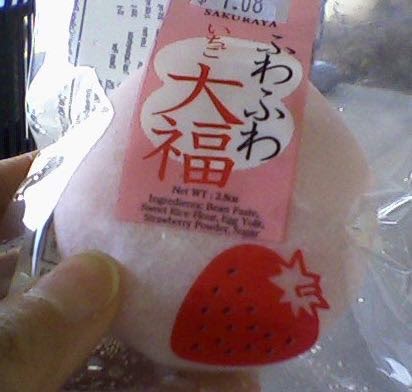 1.08
SAKURAYA
ふわふわ
いちご
大福
Net WT : 2.8oz
Ingredients: Bean Paste,
Sweet Rice Flour, Egg Yolk,
Strawberry Powder, Sugar